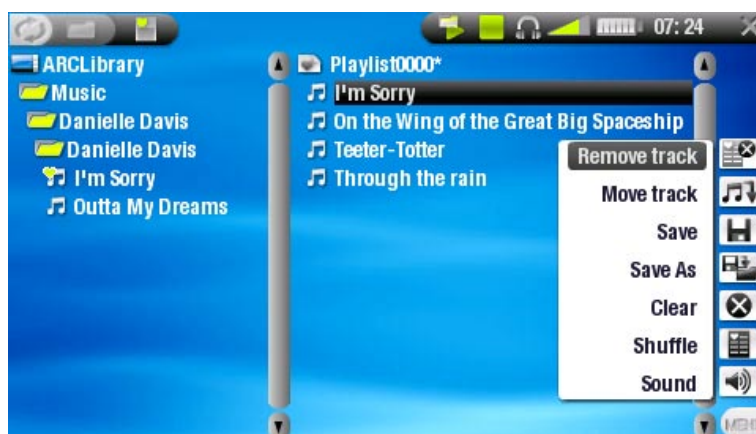 07:24
ARCLibrary
Music
Danielle Davis
Danielle Davis
I'm Sorry
Outta My Dreams
Playlist0000*
I'm Sorry
On the Wing of the Great Big Spaceship
Teeter-Totter
Through the rain
Remove track
Move track
Save
Save As
Clear
Shuffle
Sound